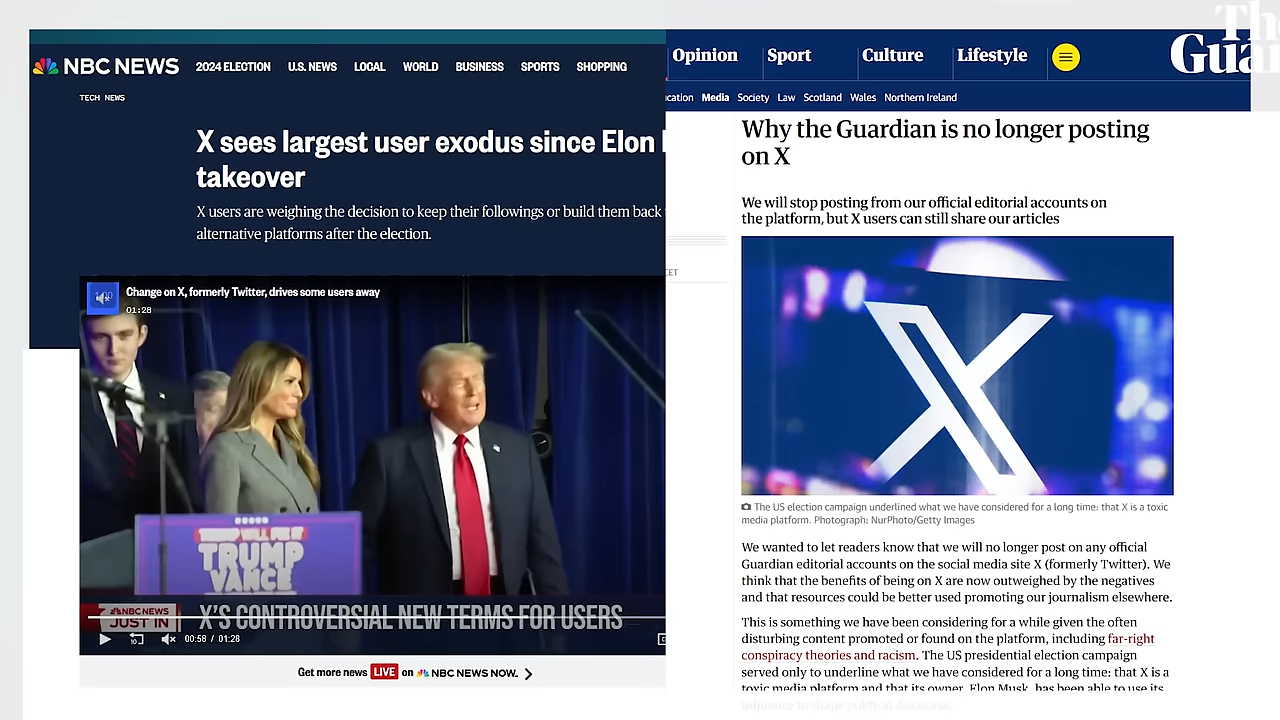 NBC NEWS
2024 ELECTION U.S. NEWS LOCAL WORLD BUSINESS SPORTS SHOPPING
TECH NEWS
X sees largest user exodus since Elon
takeover
X users are weighing the decision to keep their followings or build them back
alternative platforms after the election.
Change on X, formerly Twitter, drives some users away
01:28
TRUMP
VANCE
NBC NEWS
JUST IN
X'S CONTROVERSIAL NEW TERMS FOR USERS
10
00:58 / 01:28
Get more news LIVE on NBC NEWS NOW.
The
Gua
Opinion Sport Culture Lifestyle
cation Media Society Law Scotland Wales Northern Ireland
Why the Guardian is no longer posting
on X
We will stop posting from our official editorial accounts on
the platform, but X users can still share our articles
CET
X
The US election campaign underlined what we have considered for a long time: that X is a toxic
media platform. Photograph: NurPhoto/Getty Images
We wanted to let readers know that we will no longer post on any official
Guardian editorial accounts on the social media site X (formerly Twitter). We
think that the benefits of being on X are now outweighed by the negatives
and that resources could be better used promoting our journalism elsewhere.
This is something we have been considering for a while given the often
disturbing content promoted or found on the platform, including far-right
conspiracy theories and racism. The US presidential election campaign
served only to underline what we have considered for a long time: that X is a
toxic media platform and that its owner, Elon Musk, has been able to use its
influence to shape political discourse.